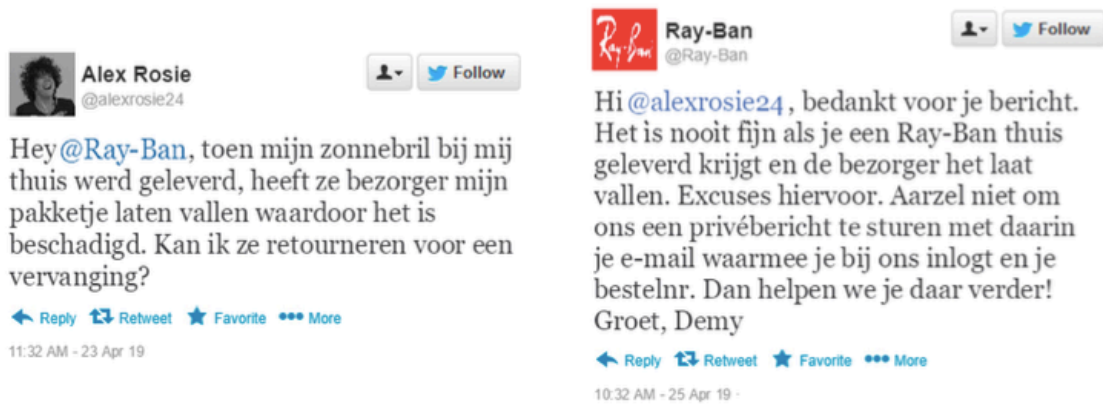 Alex Rosie
@alexrosie24
Follow
Hey @Ray-Ban, toen mijn zonnebril bij mij
thuis werd geleverd, heeft ze bezorger mijn
pakketje laten vallen waardoor het is
beschadigd. Kan ik ze retourneren voor een
vervanging?
Reply Retweet Favorite More
11:32 AM - 23 Apr 19
Ray-Ban
Ray-Ban
@Ray-Ban
Follow
Hi @alexrosie24, bedankt voor je bericht.
Het is nooit fijn als je een Ray-Ban thuis
geleverd krijgt en de bezorger het laat
vallen. Excuses hiervoor. Aarzel niet om
ons een privébericht te sturen met daarin
je e-mail waarmee je bij ons inlogt en je
bestelnr. Dan helpen we je daar verder!
Groet, Demy
Reply Retweet Favorite More
10:32 AM - 25 Apr 19 ·